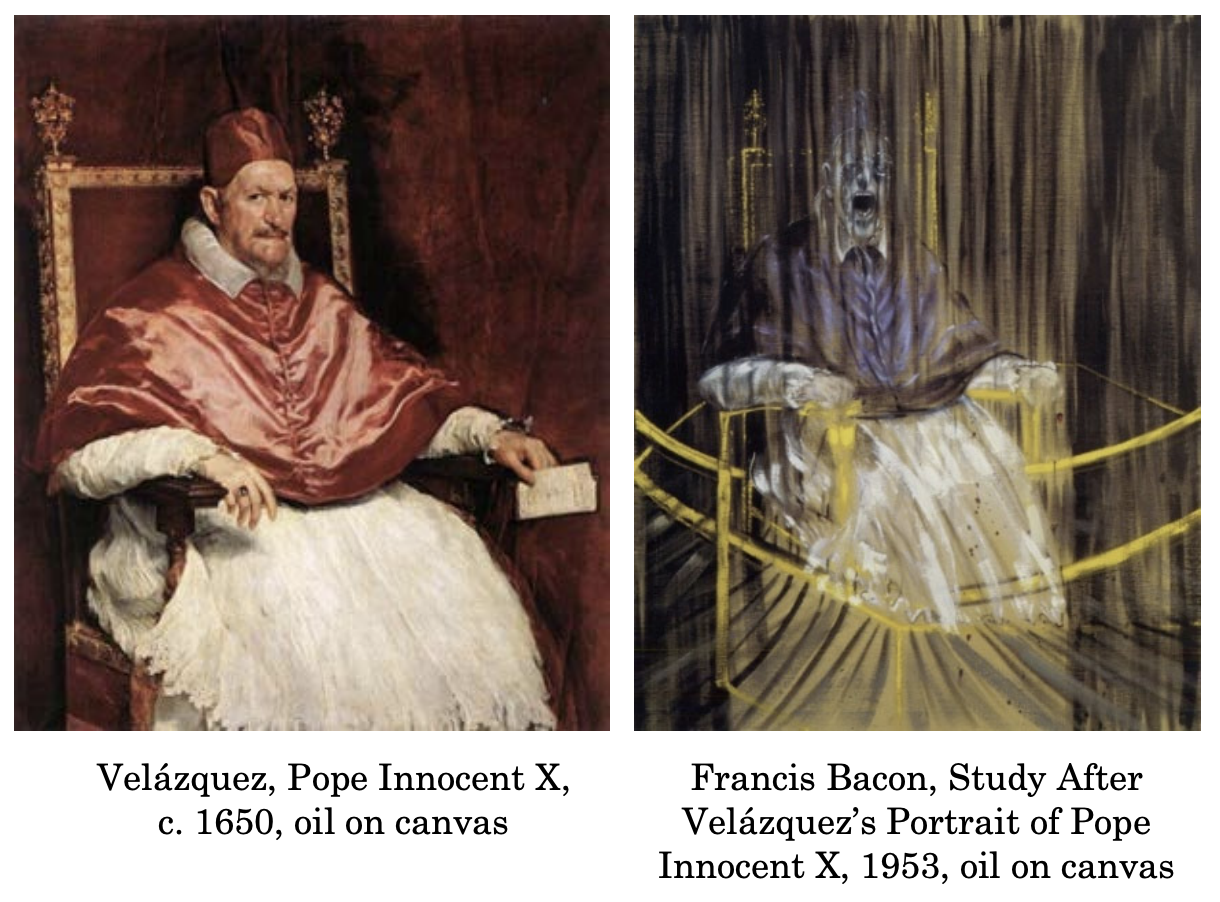 Velázquez, Pope Innocent X,
c. 1650, oil on canvas
Francis Bacon, Study After
Velázquez’s Portrait of Pope
Innocent X, 1953, oil on canvas